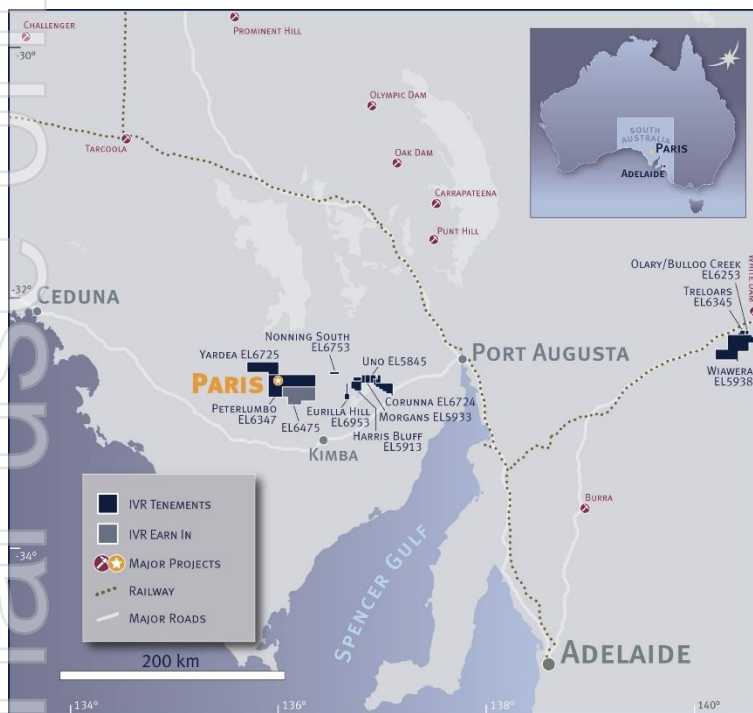 CHALLENGER
PROMINENT HILL
-30°
OLYMPIC DAM
TARCOOLA
OAK DAM
CARRAPATEENA
PUNT HILL
SOUTH
AUSTRALIA
PARIS
ADELAIDE
OLARY/BULLOO CREEK
EL6253
TRELOARS
EL6345
WHITE DAM
-32°
CEDUNA
NONNING SOUTH
EL6753
YARDEA EL6725
UNO EL5845
PORT AUGUSTA
WIAWERA
EL5938
PARIS
PETERLUMBO
EL6347
EL6475
EURILLA HILL
EL6953
CORUNNA EL6724
MORGANS EL5933
HARRIS BLUFF
EL5913
KIMBA
IVR TENEMENTS
IVR EARN IN
MAJOR PROJECTS
RAILWAY
MAJOR ROADS
BURRA
-34°
SPENCER GULF
200 km
ADELAIDE
134°
136°
138°
140°